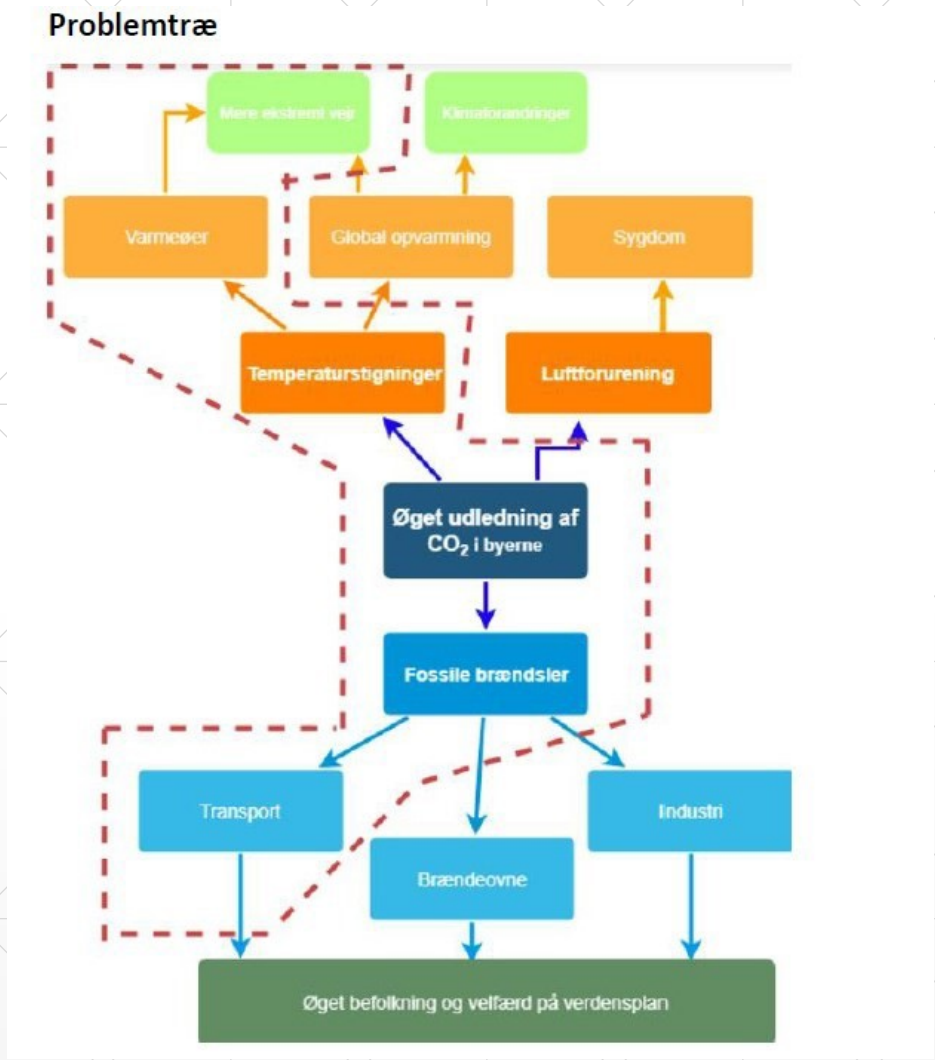 Problemtræ
Mere ekstremt vejr
Klimaforandringer
Varmeøer
Global opvarmning
Sygdom
Temperaturstigninger
Luftforurening
Øget udledning af
CO₂ i byerne
Fossile brændsler
Transport
Industri
Brændeovne
Øget befolkning og velfærd på verdensplan